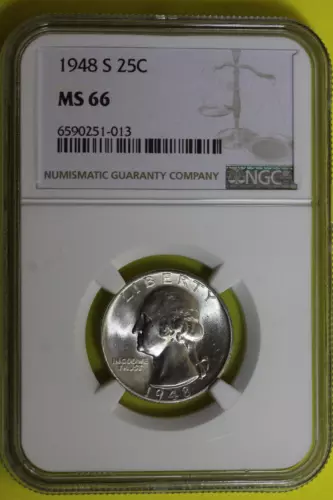 1948 S 25C
MS 66
6590251-013
NUMISMATIC GUARANTY COMPANY
NGC
LIBERTY
IN GOD WE
TRUST
1948